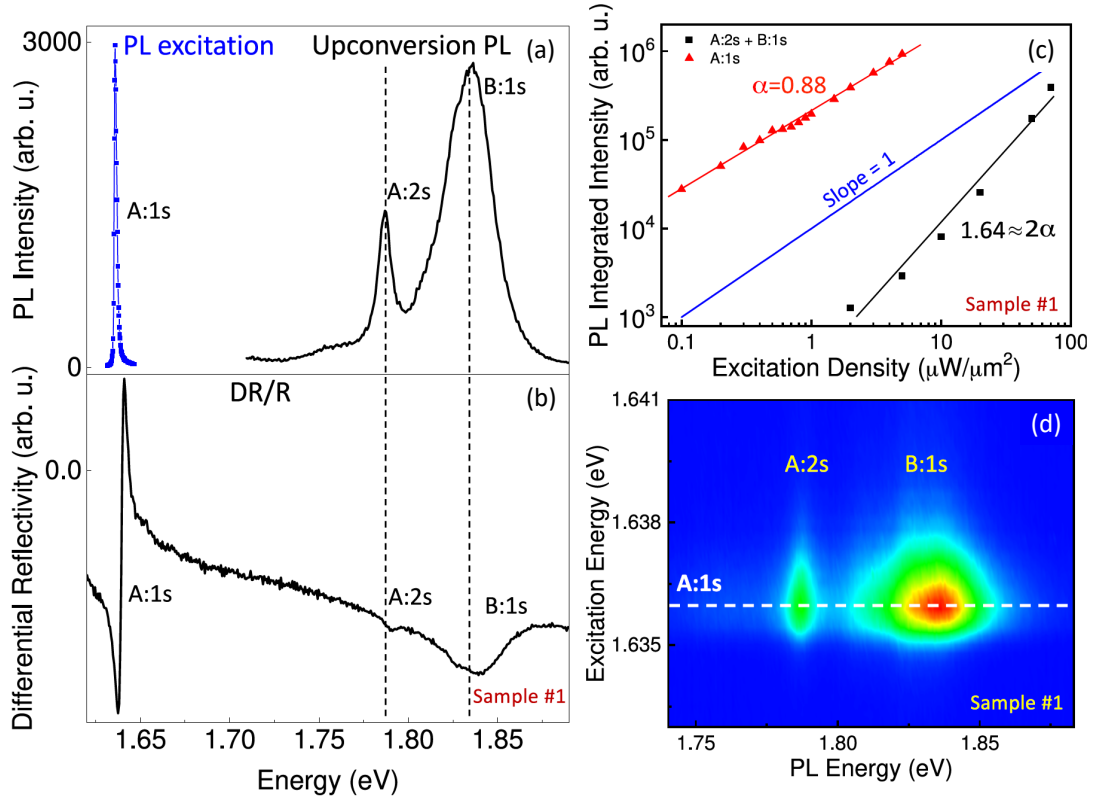 PL excitation
Upconversion PL
(a)
3000
B:1s
A:2s
A:1s
PL Intensity (arb. u.)
0
DR/R
(b)
0.0
Differential Reflectivity (arb. u.)
A:1s
A:2s
B:1s
Sample #1
1.65
1.70
1.75
1.80
1.85
Energy (eV)
(c)
A:2s + B:1s
A:1s
α=0.88
Slope = 1
1.64≈2α
Sample #1
10⁶
10⁵
10⁴
10³
PL Integrated Intensity (arb. u.)
0.1
1
10
100
Excitation Density (μW/μm²)
(d)
1.641
1.638
1.635
Excitation Energy (eV)
A:2s
B:1s
A:1s
Sample #1
1.75
1.80
1.85
PL Energy (eV)